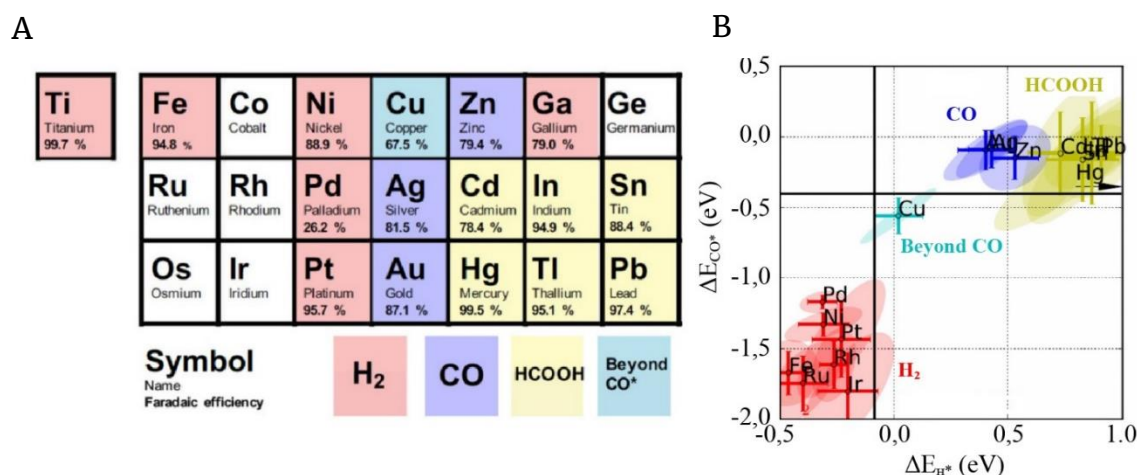 A
Ti
Titanium
99.7 %
Fe
Iron
94.8 %
Co
Cobalt
Ni
Nickel
88.9 %
Cu
Copper
67.5 %
Zn
Zinc
79.4 %
Ga
Gallium
79.0 %
Ge
Germanium
Ru
Ruthenium
Rh
Rhodium
Pd
Palladium
26.2 %
Ag
Silver
81.5 %
Cd
Cadmium
78.4 %
In
Indium
94.9 %
Sn
Tin
88.4 %
Os
Osmium
Ir
Iridium
Pt
Platinum
95.7 %
Au
Gold
87.1 %
Hg
Mercury
99.5 %
Tl
Thallium
95.1 %
Pb
Lead
97.4 %
Symbol
Name
Faradaic efficiency
H₂
CO
HCOOH
Beyond
CO*
B
0,5
0,0
-0,5
-1,0
-1,5
-2,0
ΔE_CO* (eV)
HCOOH
CO
Zn
Cd
Pb
Hg
Cu
Beyond CO
Pd
Ni
Pt
Fe
Rh
Ru
Ir
H₂
-0,5
0,0
0,5
1,0
ΔE_H* (eV)